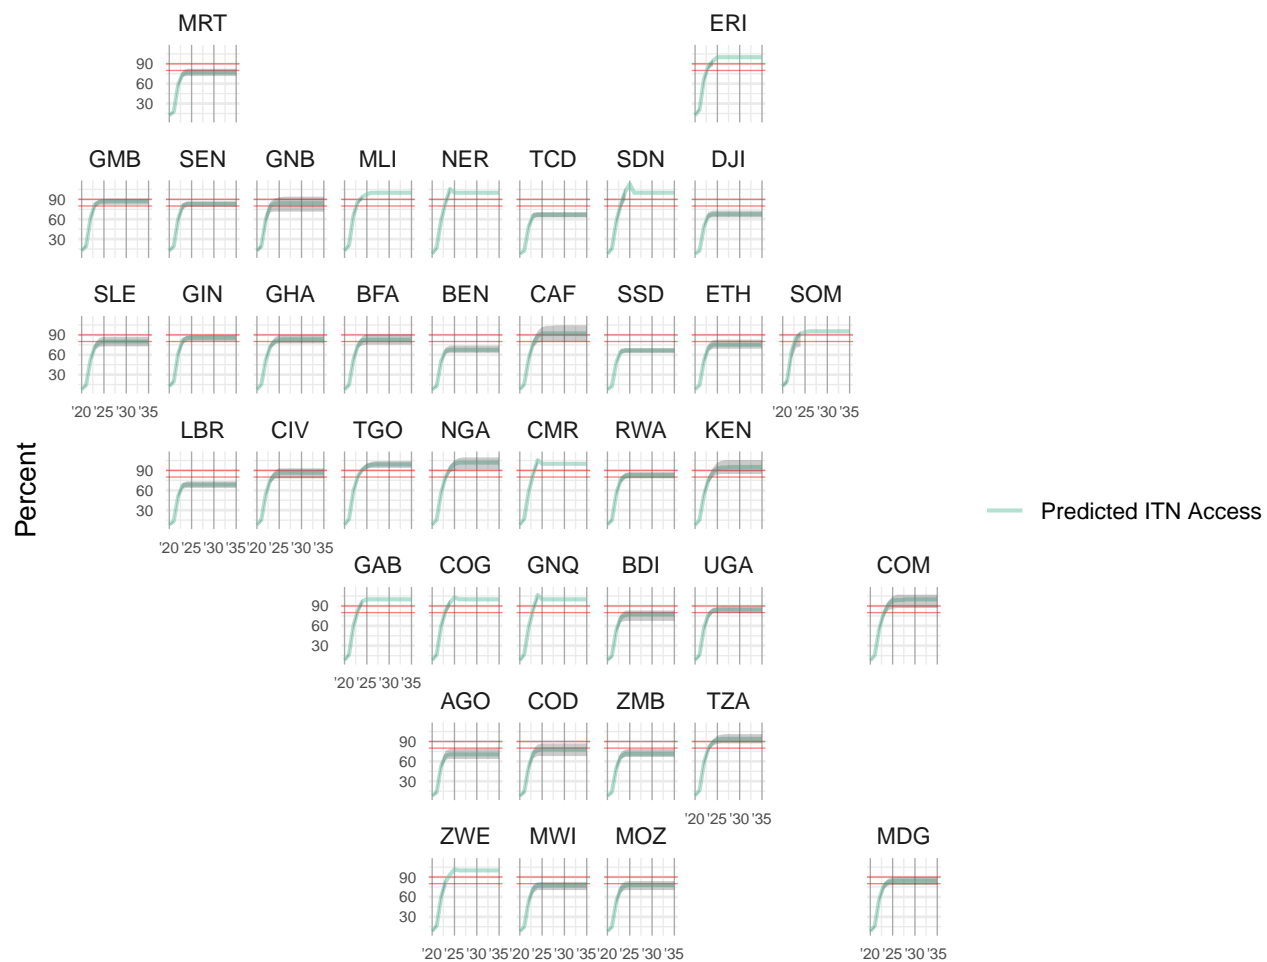 MRT ERI
90
60
30
GMB SEN GNB MLI NER TCD SDN DJI
90
60
30
SLE GIN GHA BFA BEN CAF SSD ETH SOM
90
60
30
'20 '25 '30 '35 '20 '25 '30 '35
LBR CIV TGO NGA CMR RWA KEN
90
60
30
'20 '25 '30 '35 '20 '25 '30 '35
GAB COG GNQ BDI UGA COM
90
60
30
'20 '25 '30 '35
AGO COD ZMB TZA
90
60
30
'20 '25 '30 '35
ZWE MWI MOZ MDG
90
60
30
'20 '25 '30 '35 '20 '25 '30 '35 '20 '25 '30 '35 '20 '25 '30 '35
Percent
Predicted ITN Access